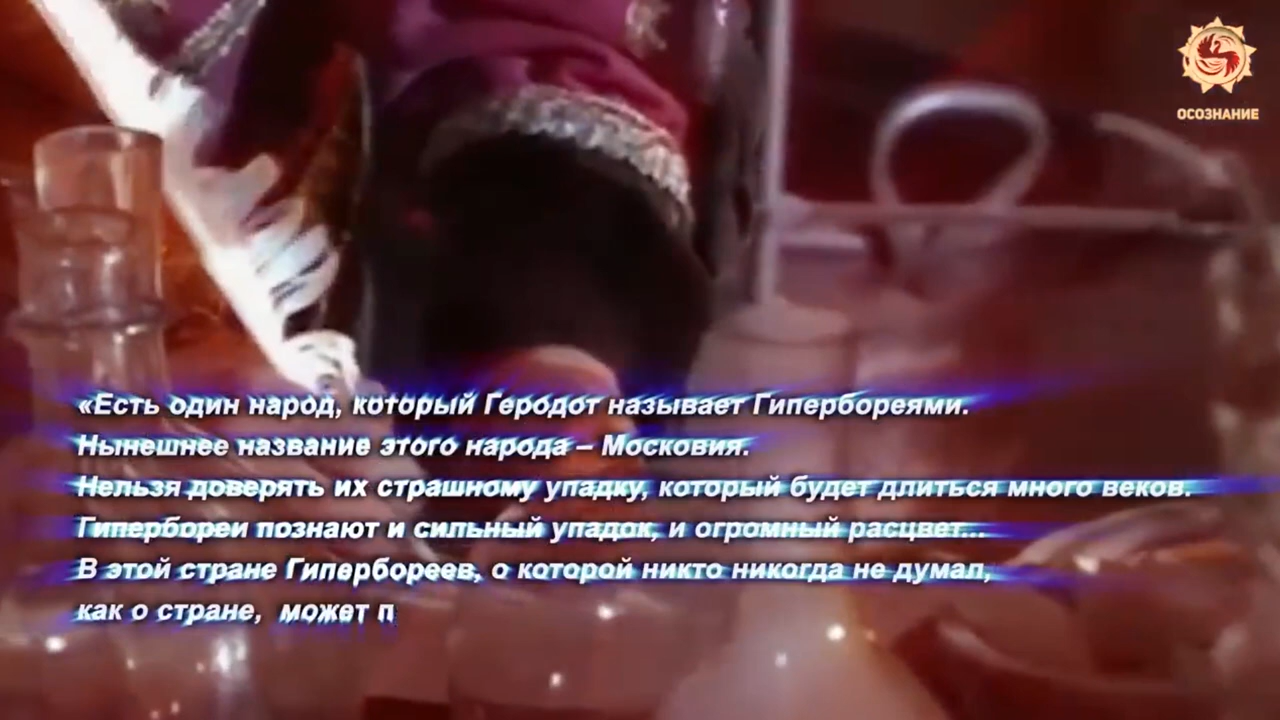 ОСОЗНАНИЕ
«Есть один народ, который Геродот называет Гипербореями.
Нынешнее название этого народа – Московия.
Нельзя доверять их страшному упадку, который будет длиться много веков.
Гипербореи познают и сильный упадок, и огромный расцвет...
В этой стране Гипербореев, о которой никто никогда не думал,
как о стране, может п